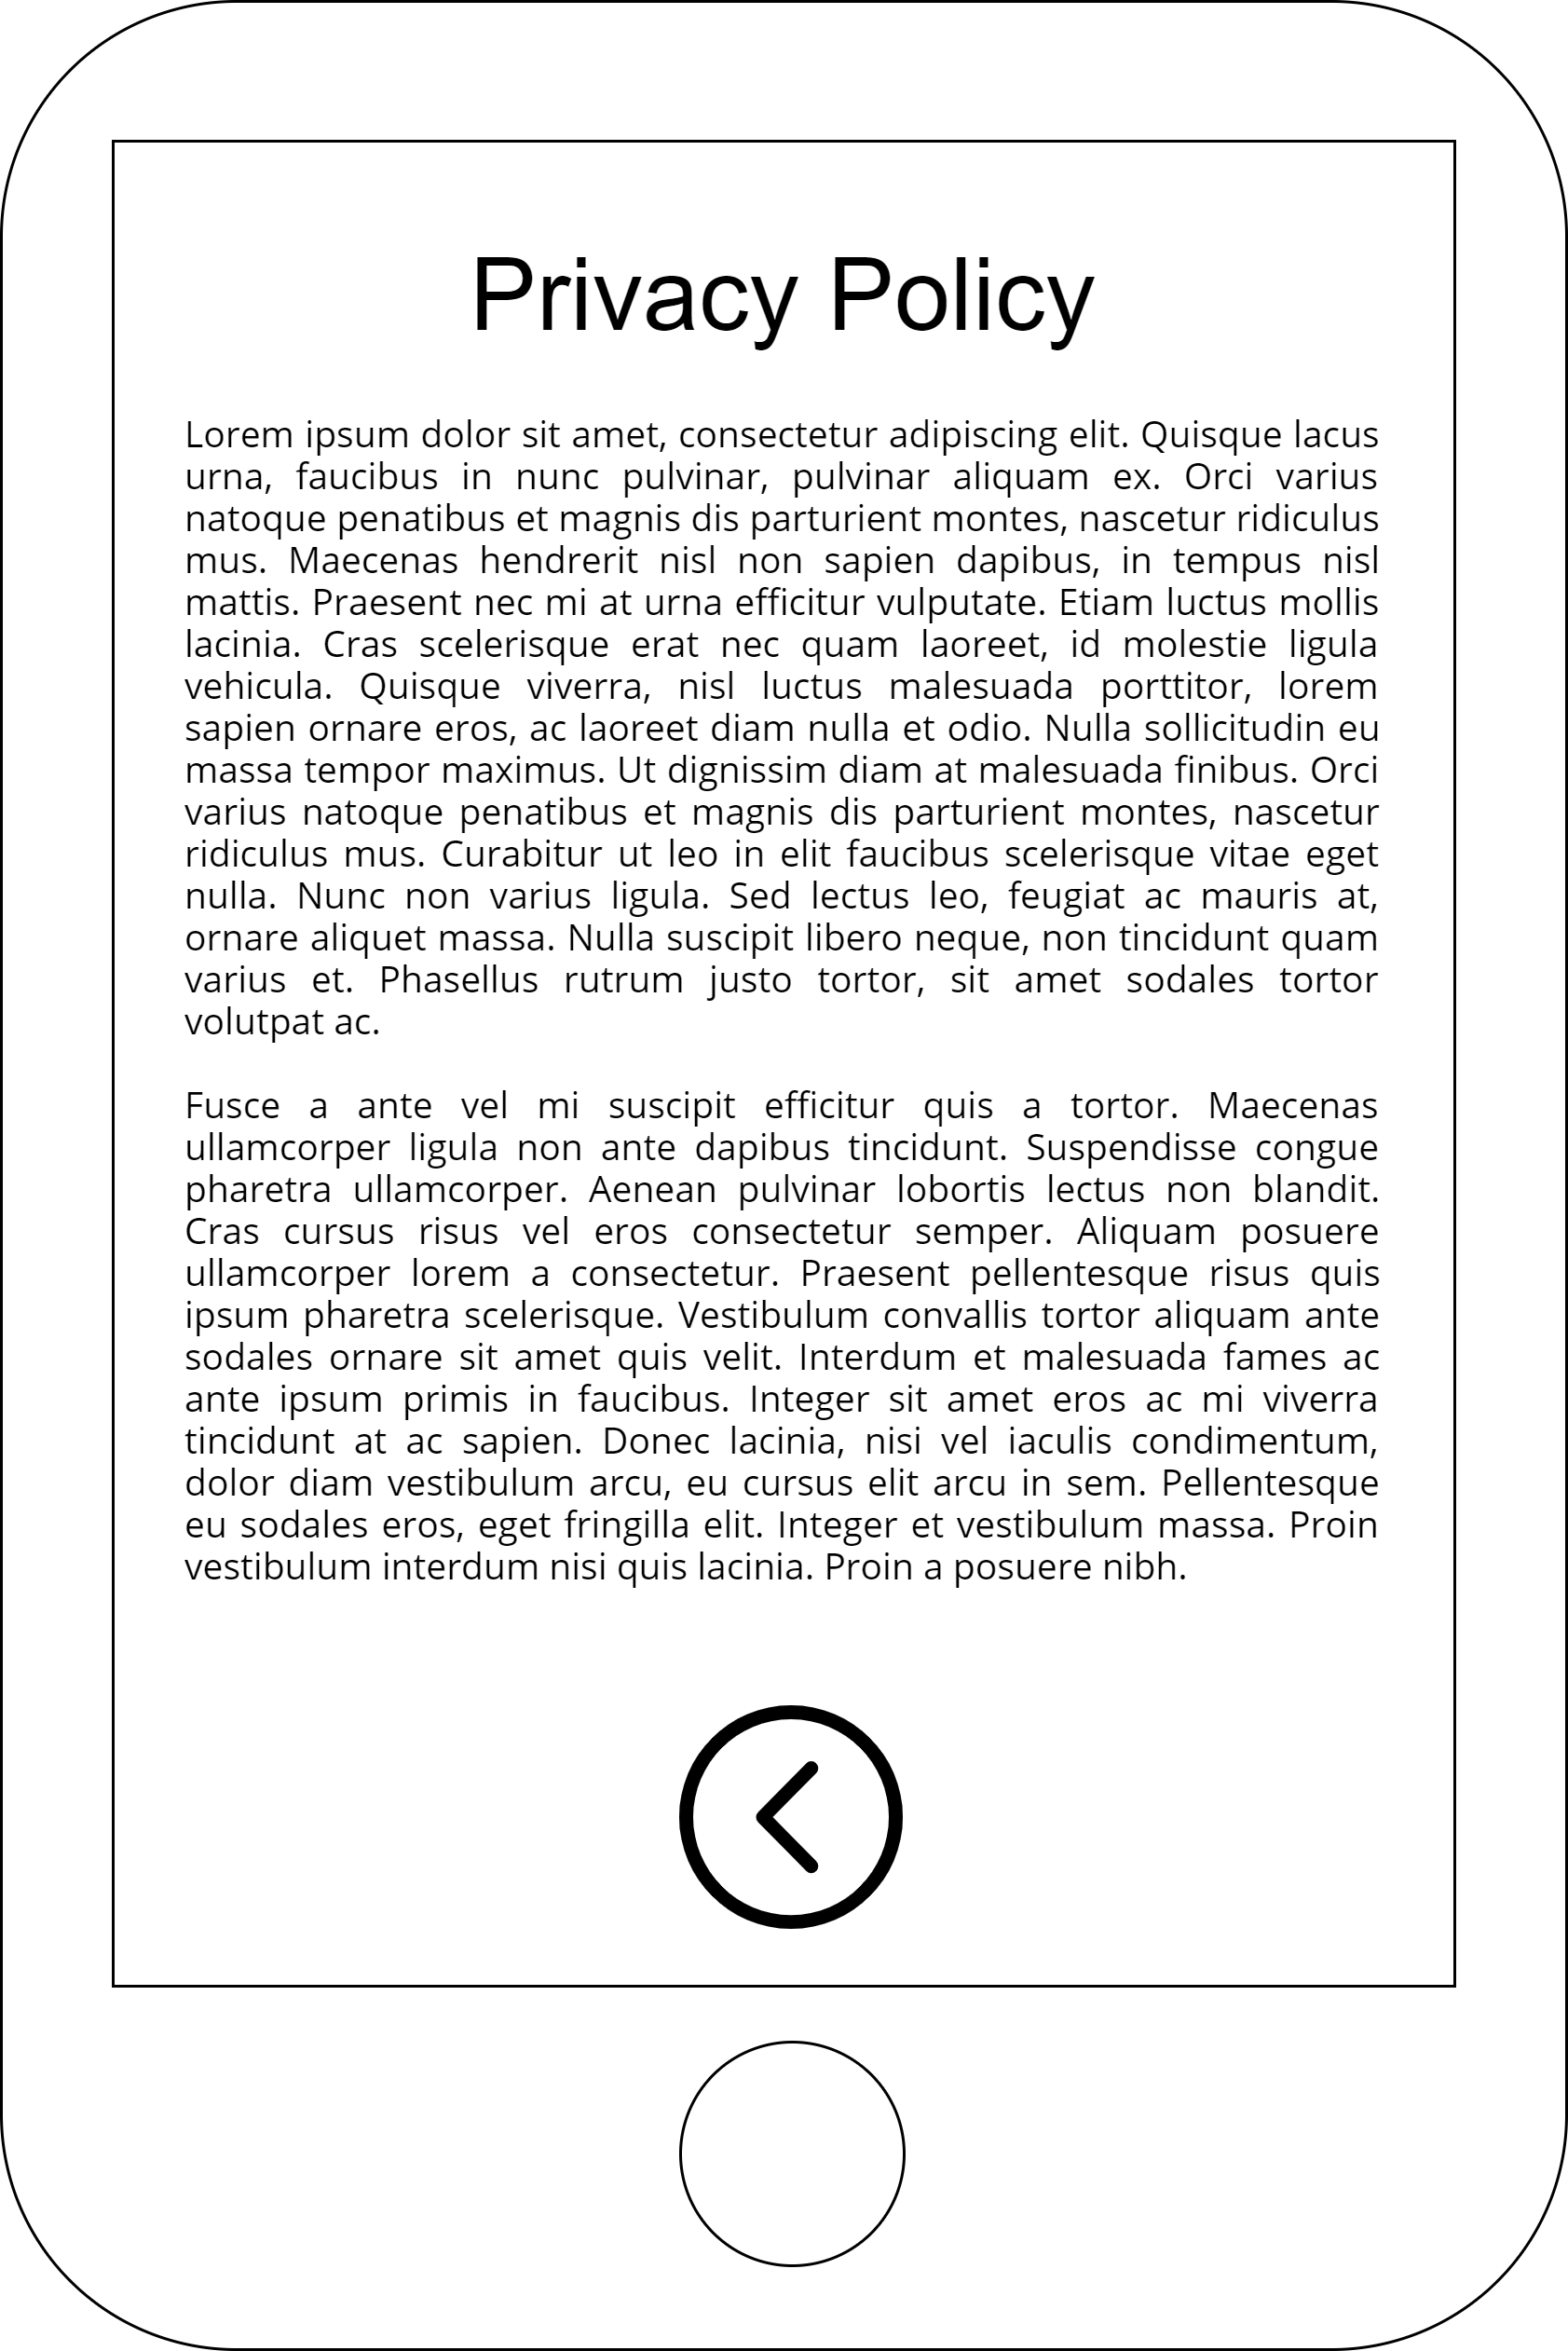 Privacy Policy
Lorem ipsum dolor sit amet, consectetur adipiscing elit. Quisque lacus
urna, faucibus in nunc pulvinar, pulvinar aliquam ex. Orci varius
natoque penatibus et magnis dis parturient montes, nascetur ridiculus
mus. Maecenas hendrerit nisl non sapien dapibus, in tempus nisl
mattis. Praesent nec mi at urna efficitur vulputate. Etiam luctus mollis
lacinia. Cras scelerisque erat nec quam laoreet, id molestie ligula
vehicula. Quisque viverra, nisl luctus malesuada porttitor, lorem
sapien ornare eros, ac laoreet diam nulla et odio. Nulla sollicitudin eu
massa tempor maximus. Ut dignissim diam at malesuada finibus. Orci
varius natoque penatibus et magnis dis parturient montes, nascetur
ridiculus mus. Curabitur ut leo in elit faucibus scelerisque vitae eget
nulla. Nunc non varius ligula. Sed lectus leo, feugiat ac mauris at,
ornare aliquet massa. Nulla suscipit libero neque, non tincidunt quam
varius et. Phasellus rutrum justo tortor, sit amet sodales tortor
volutpat ac.
Fusce a ante vel mi suscipit efficitur quis a tortor. Maecenas
ullamcorper ligula non ante dapibus tincidunt. Suspendisse congue
pharetra ullamcorper. Aenean pulvinar lobortis lectus non blandit.
Cras cursus risus vel eros consectetur semper. Aliquam posuere
ullamcorper lorem a consectetur. Praesent pellentesque risus quis
ipsum pharetra scelerisque. Vestibulum convallis tortor aliquam ante
sodales ornare sit amet quis velit. Interdum et malesuada fames ac
ante ipsum primis in faucibus. Integer sit amet eros ac mi viverra
tincidunt at ac sapien. Donec lacinia, nisi vel iaculis condimentum,
dolor diam vestibulum arcu, eu cursus elit arcu in sem. Pellentesque
eu sodales eros, eget fringilla elit. Integer et vestibulum massa. Proin
vestibulum interdum nisi quis lacinia. Proin a posuere nibh.